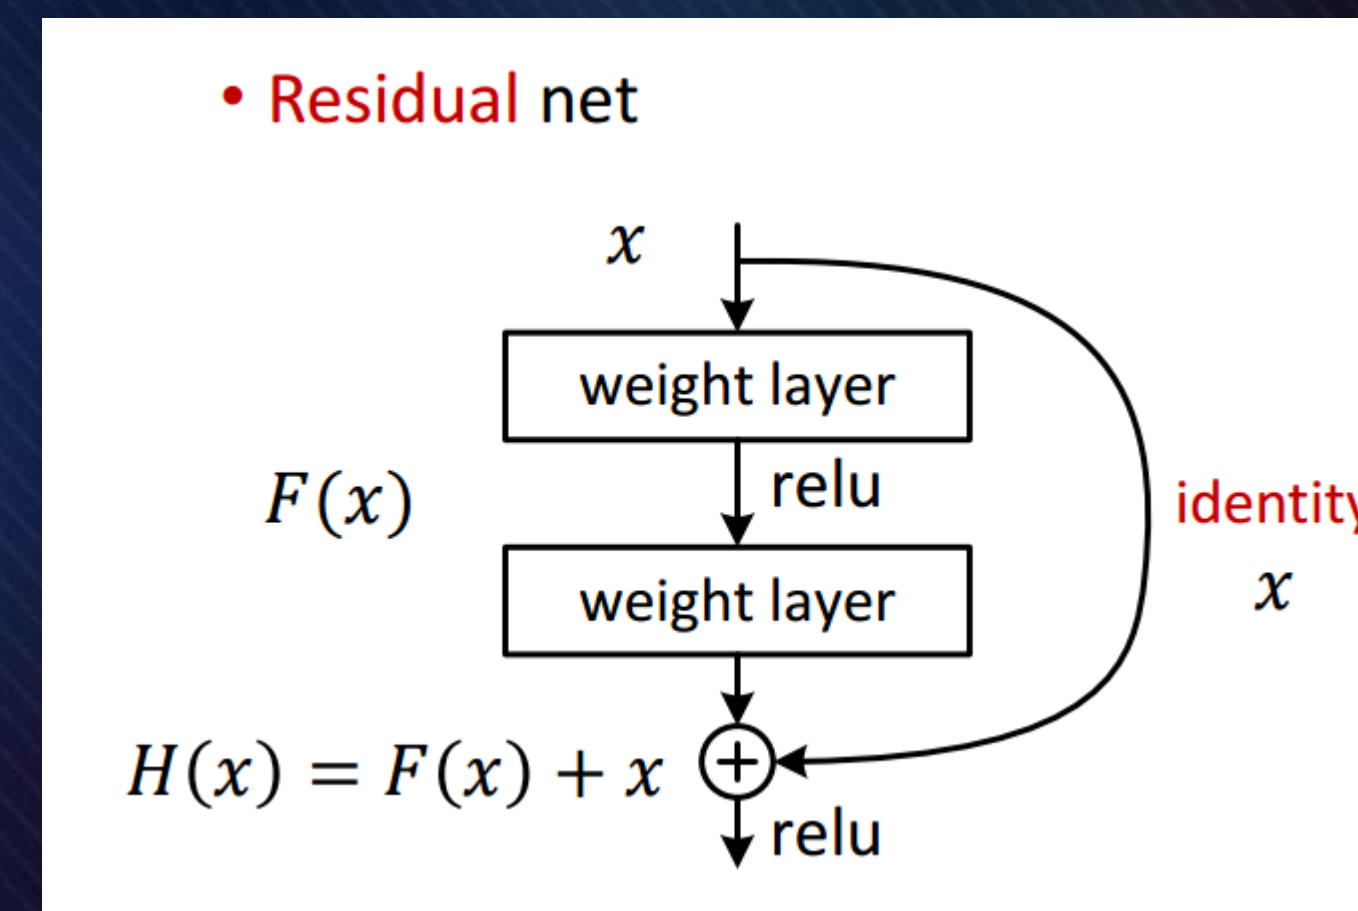 • Residual net
x
weight layer
relu
F(x)
identity
x
weight layer
H(x) = F(x) + x
+
relu